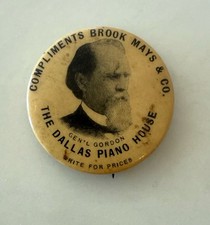 COMPLIMENTS BROOK MAYS & CO.
GEN'L GORDON
THE DALLAS PIANO HOUSE
WRITE FOR PRICES